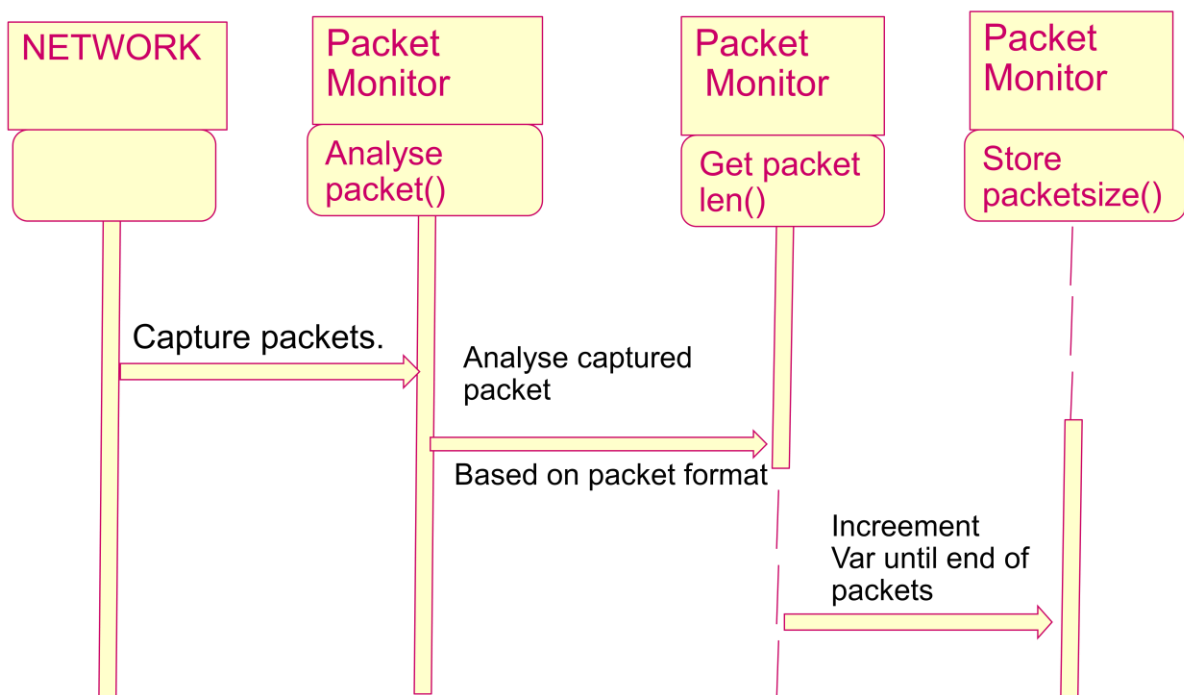 NETWORK
Packet
Monitor
Analyse
packet()
Packet
Monitor
Get packet
len()
Packet
Monitor
Store
packetsize()
Capture packets.
Analyse captured
packet
Based on packet format
Increement
Var until end of
packets